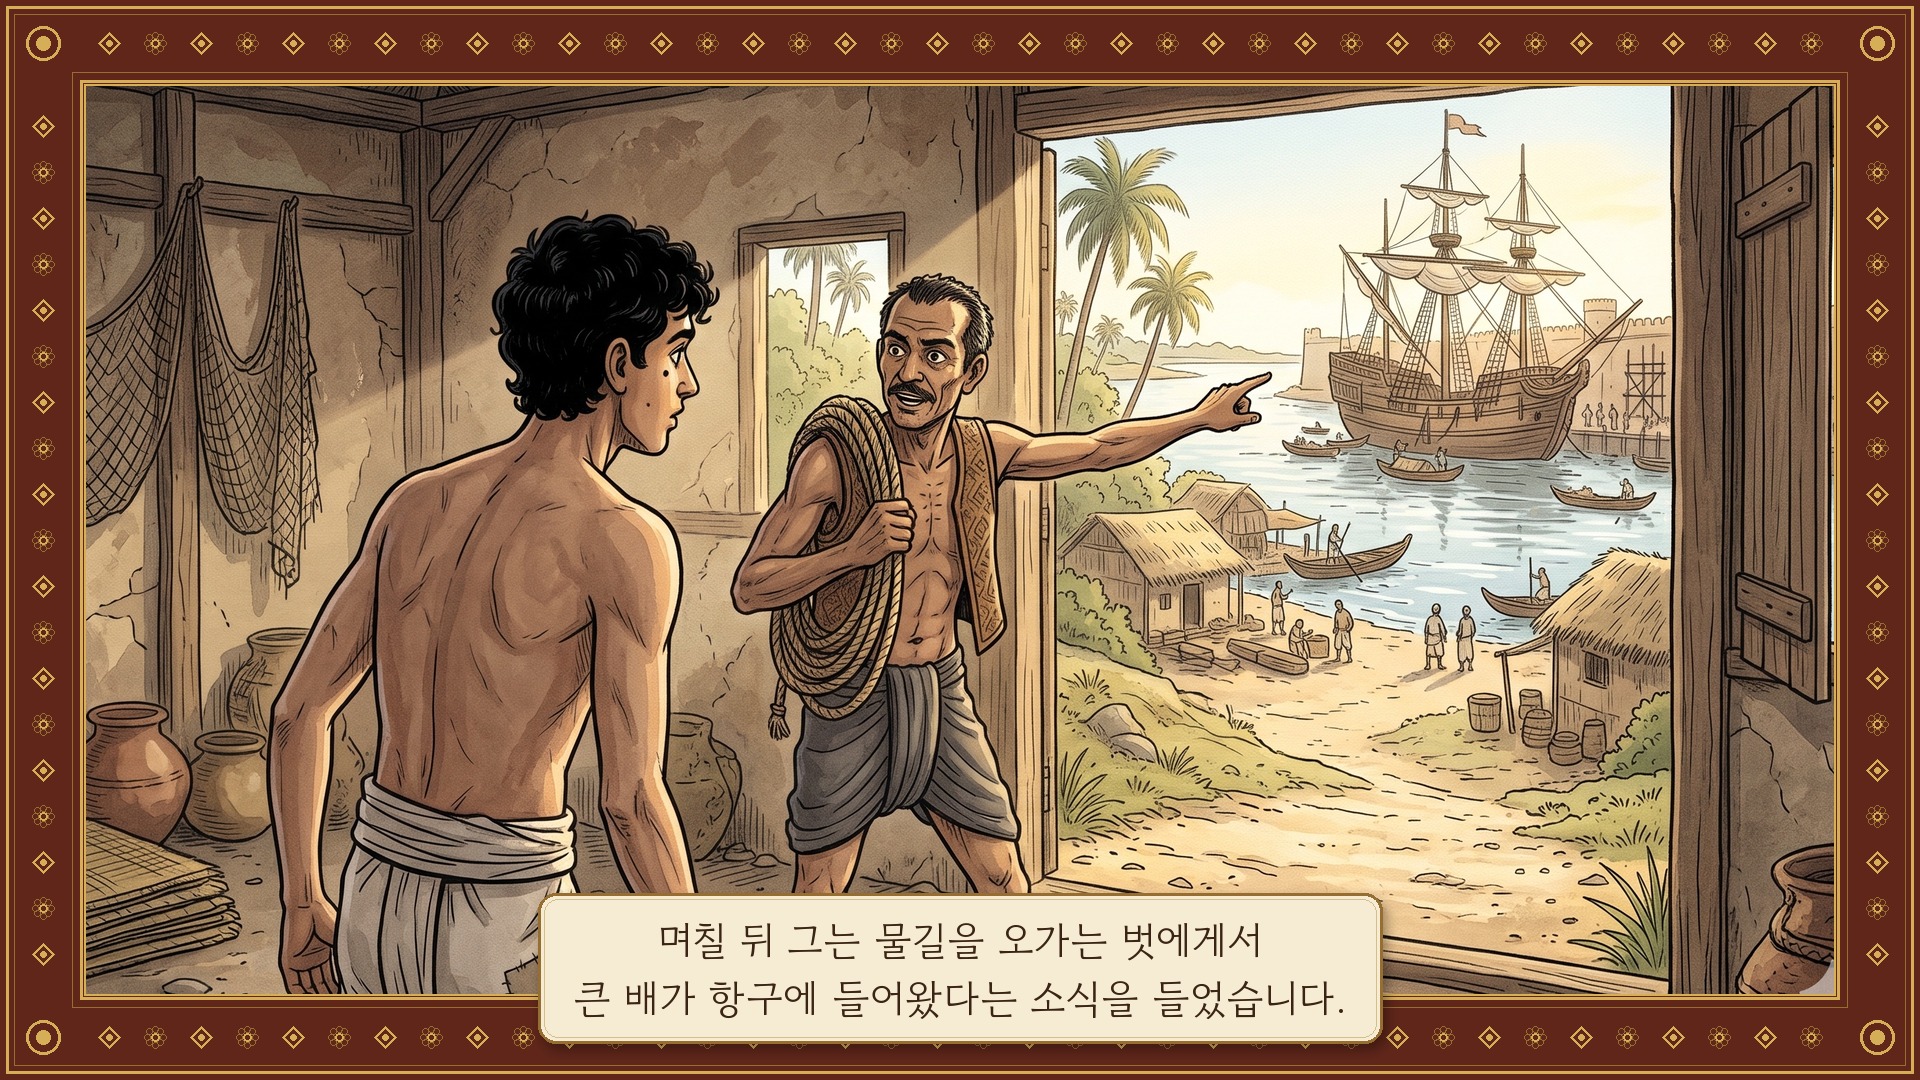 며칠 뒤 그는 물길을 오가는 벗에게서
큰 배가 항구에 들어왔다는 소식을 들었습니다.